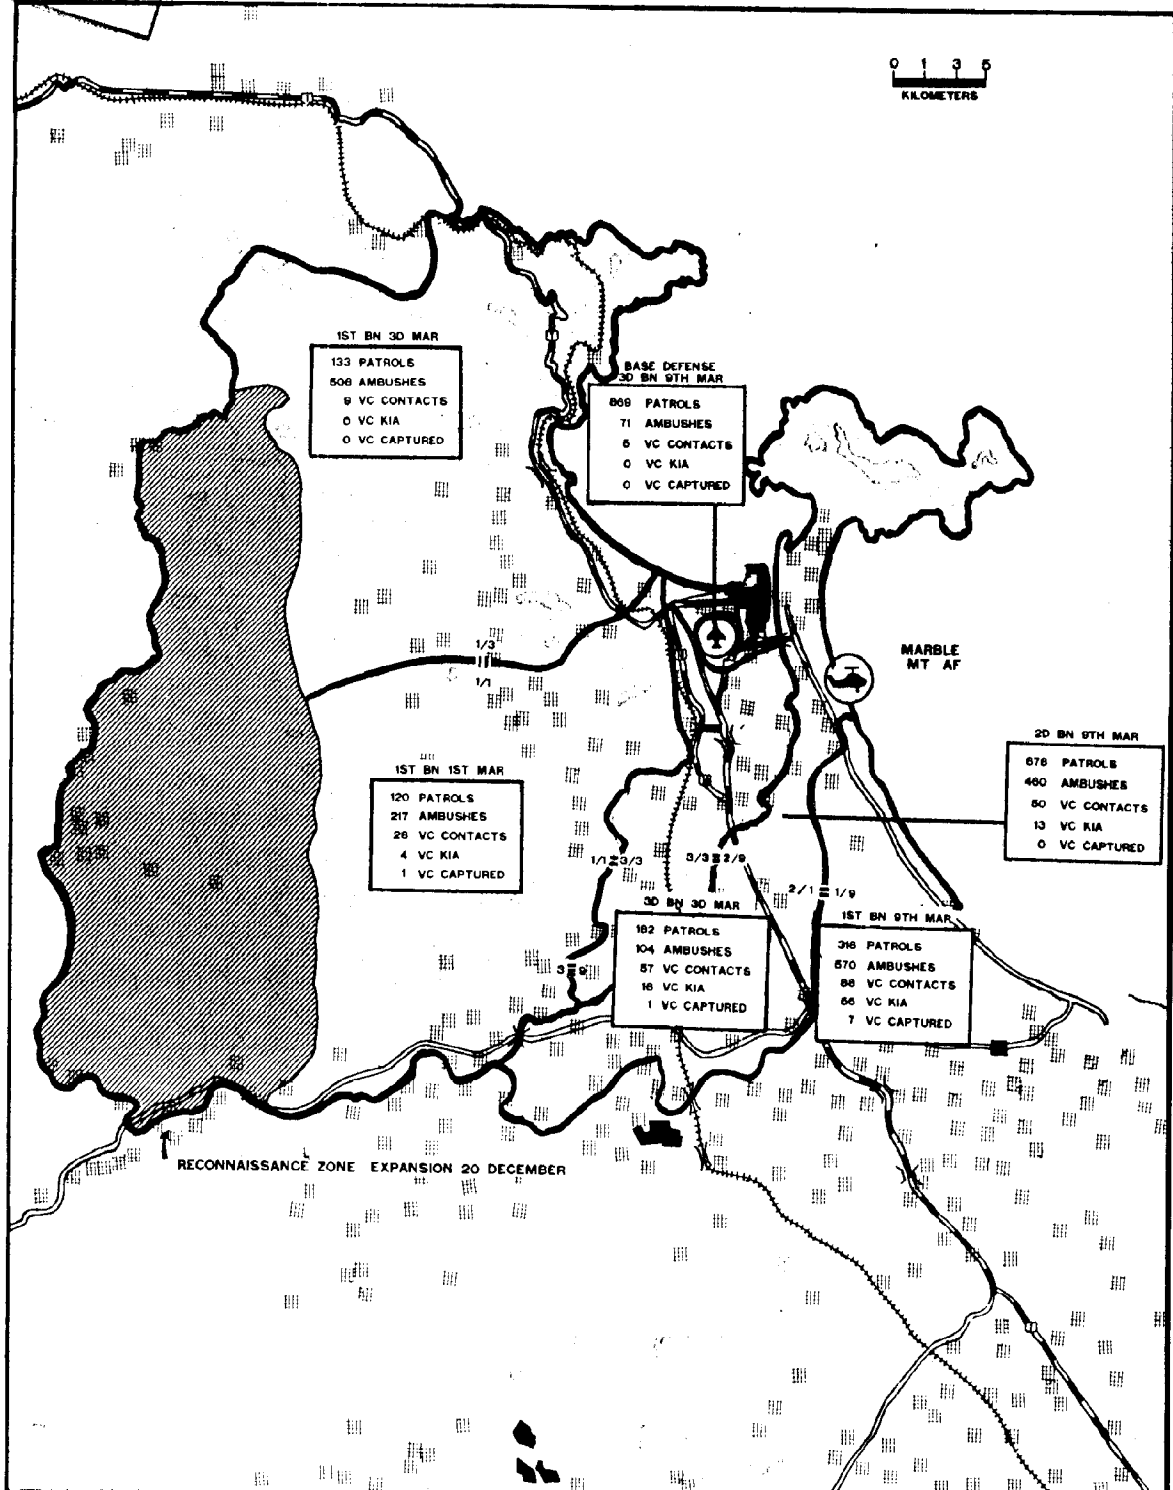 0 1 3 5
KILOMETERS
1ST BN 3D MAR
133 PATROLS
506 AMBUSHES
9 VC CONTACTS
0 VC KIA
0 VC CAPTURED
BASE DEFENSE
3D BN 9TH MAR
869 PATROLS
71 AMBUSHES
5 VC CONTACTS
0 VC KIA
0 VC CAPTURED
1/3
1/1
MARBLE
MT AF
2D BN 9TH MAR
676 PATROLS
460 AMBUSHES
50 VC CONTACTS
13 VC KIA
0 VC CAPTURED
1ST BN 1ST MAR
120 PATROLS
217 AMBUSHES
26 VC CONTACTS
4 VC KIA
1 VC CAPTURED
1/1 3/3
3/3 2/9
2/1 1/9
3D BN 3D MAR
182 PATROLS
104 AMBUSHES
57 VC CONTACTS
16 VC KIA
1 VC CAPTURED
3 9
1ST BN 9TH MAR
316 PATROLS
570 AMBUSHES
88 VC CONTACTS
66 VC KIA
7 VC CAPTURED
RECONNAISSANCE ZONE EXPANSION 20 DECEMBER